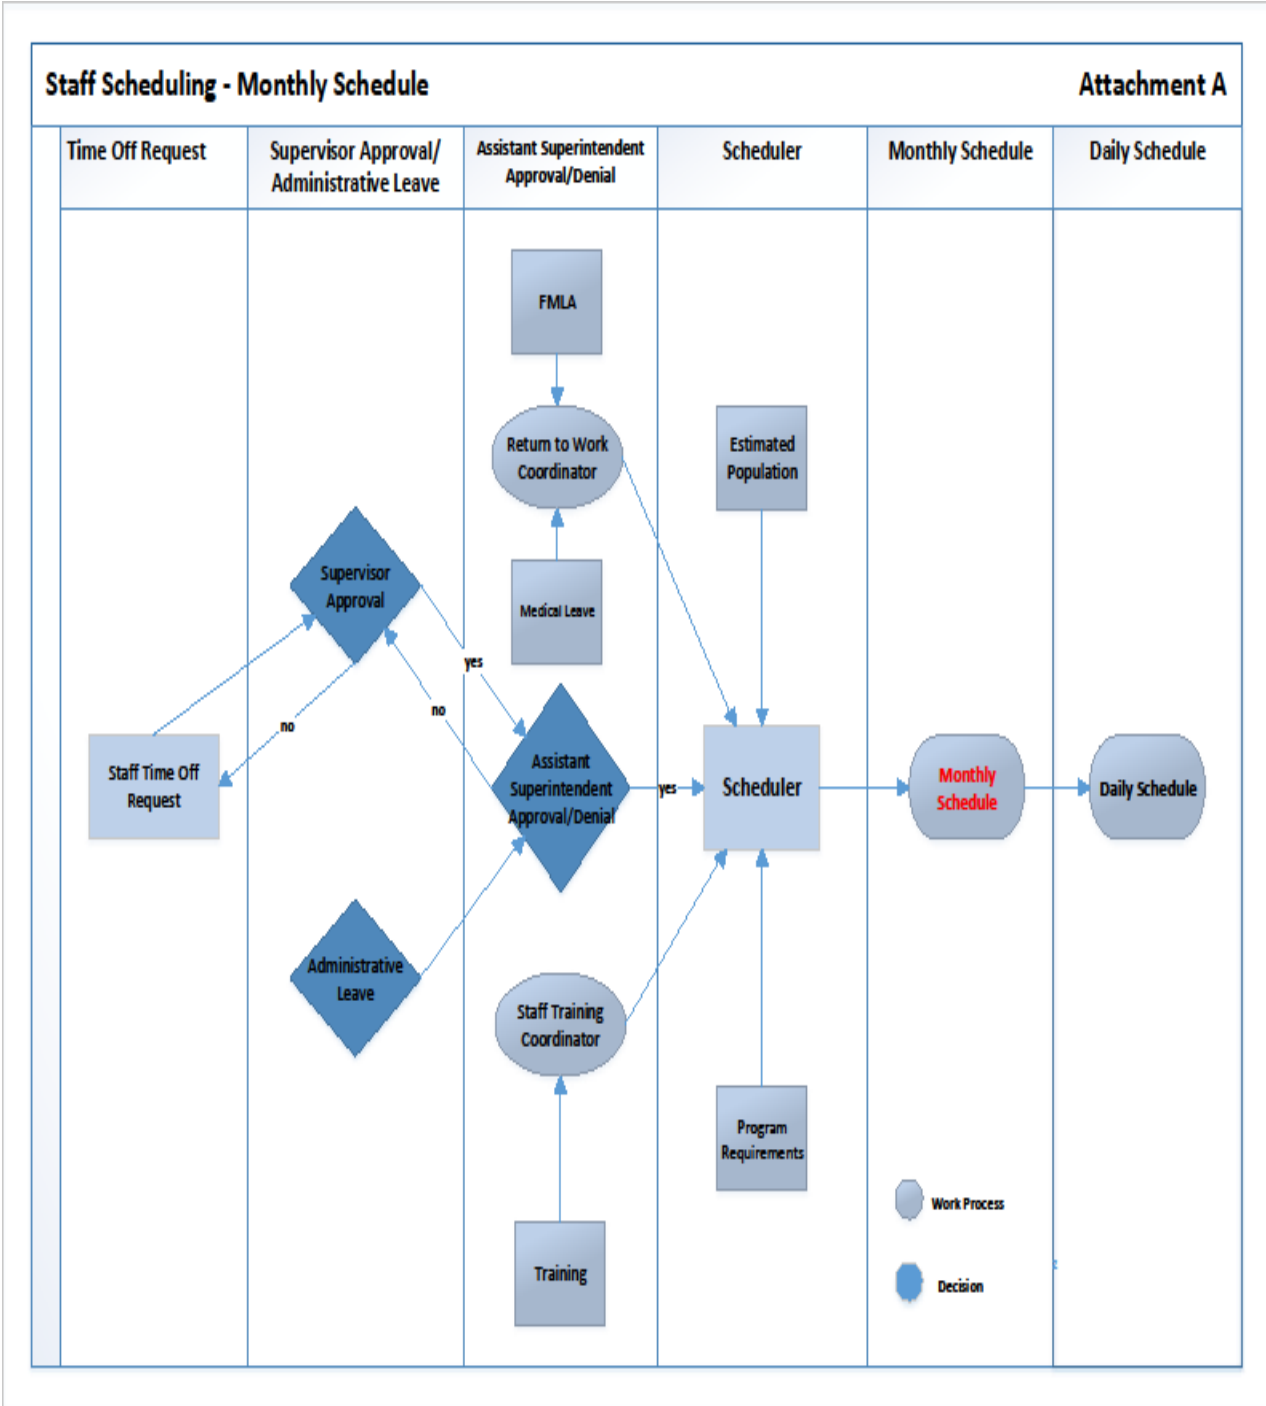 Staff Scheduling - Monthly Schedule
Attachment A
Time Off Request
Supervisor Approval/
Administrative Leave
Assistant Superintendent
Approval/Denial
Scheduler
Monthly Schedule
Daily Schedule
FMLA
Return to Work
Coordinator
Estimated
Population
Supervisor
Approval
Medical Leave
yes
no
no
Staff Time Off
Request
Assistant
Superintendent
Approval/Denial
yes
Scheduler
Monthly
Schedule
Daily Schedule
Administrative
Leave
Staff Training
Coordinator
Program
Requirements
Training
Work Process
Decision